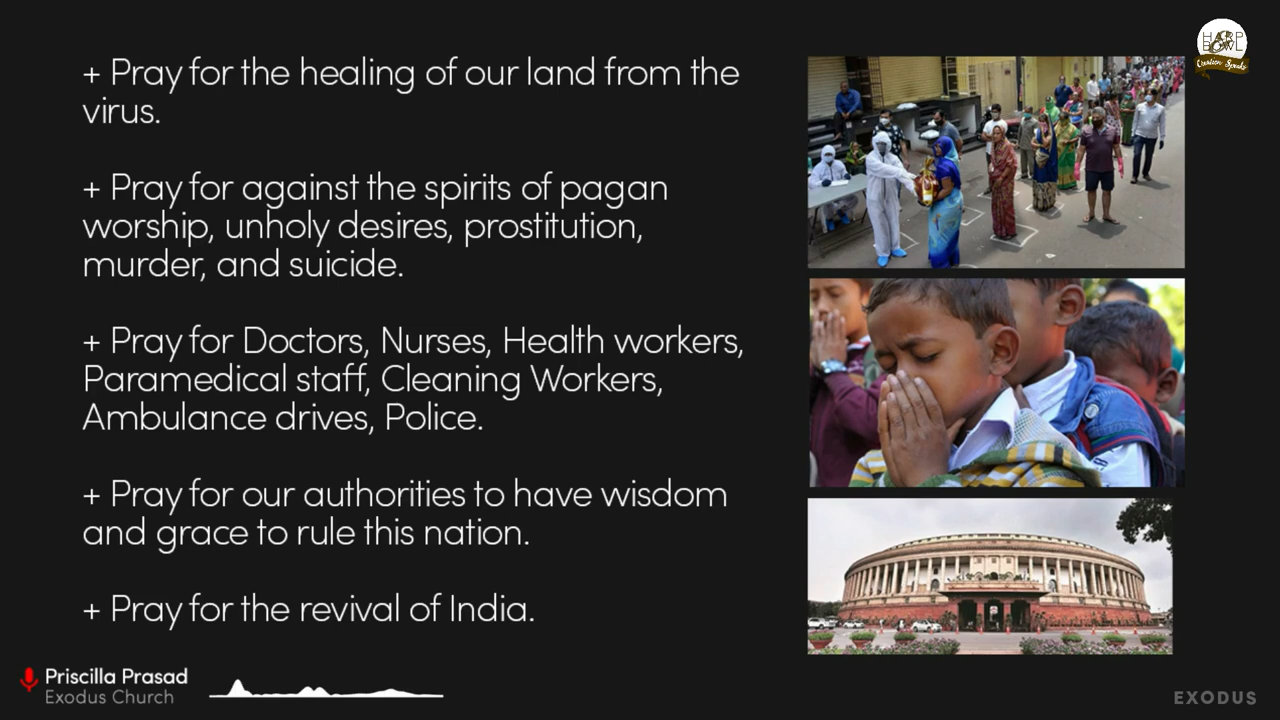 + Pray for the healing of our land from the
virus.
+ Pray for against the spirits of pagan
worship, unholy desires, prostitution,
murder, and suicide.
+ Pray for Doctors, Nurses, Health workers,
Paramedical staff, Cleaning Workers,
Ambulance drives, Police.
+ Pray for our authorities to have wisdom
and grace to rule this nation.
+ Pray for the revival of India.
HARP
&
BOWL
Creation Speaks
Priscilla Prasad
Exodus Church
EXODUS